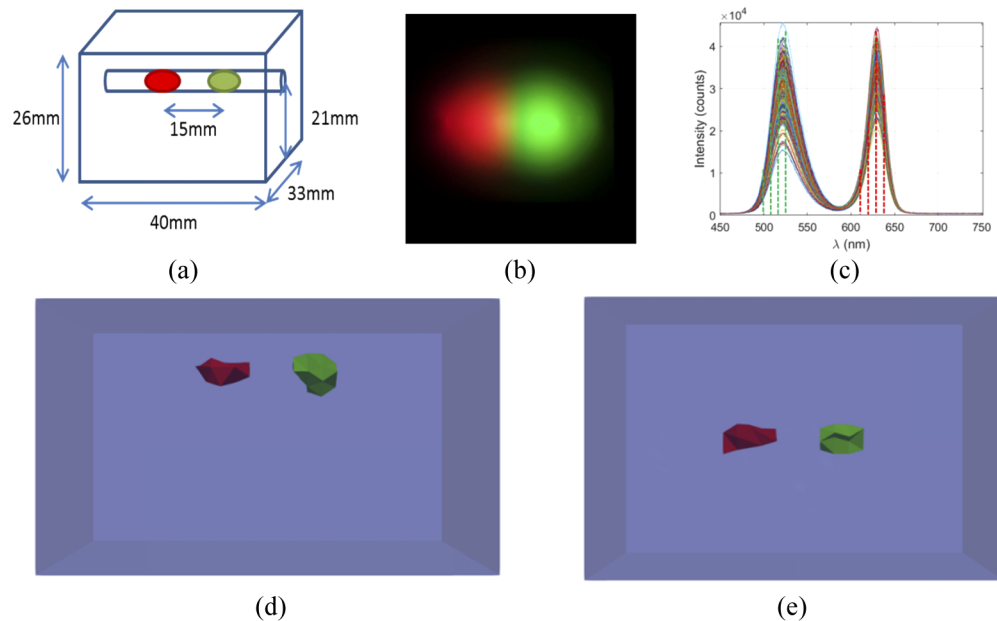 26mm
15mm
21mm
33mm
40mm
(a)
(b)
×10⁴
Intensity (counts)
4
3
2
1
0
450 500 550 600 650 700 750
λ (nm)
(c)
(d)
(e)